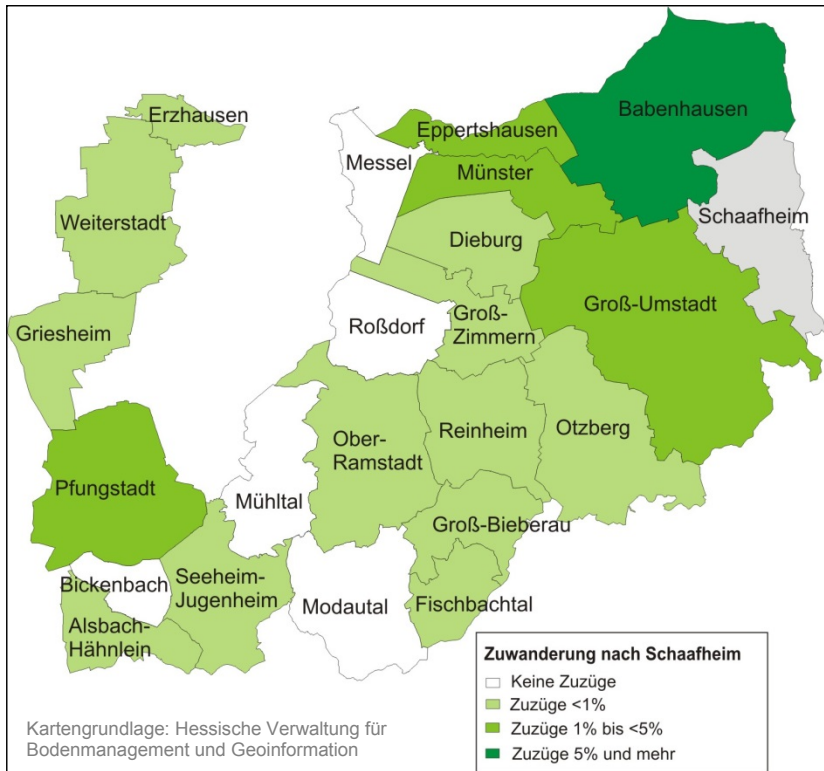 Erzhausen
Babenhausen
Eppertshausen
Messel
Münster
Schaafheim
Weiterstadt
Dieburg
Groß-Umstadt
Griesheim
Roßdorf
Groß-
Zimmern
Otzberg
Reinheim
Ober-
Ramstadt
Pfungstadt
Mühltal
Groß-Bieberau
Bickenbach
Seeheim-
Jugenheim
Modautal
Fischbachtal
Alsbach-
Hähnlein
Zuwanderung nach Schaafheim
Keine Zuzüge
Zuzüge <1%
Zuzüge 1% bis <5%
Zuzüge 5% und mehr
Kartengrundlage: Hessische Verwaltung für
Bodenmanagement und Geoinformation